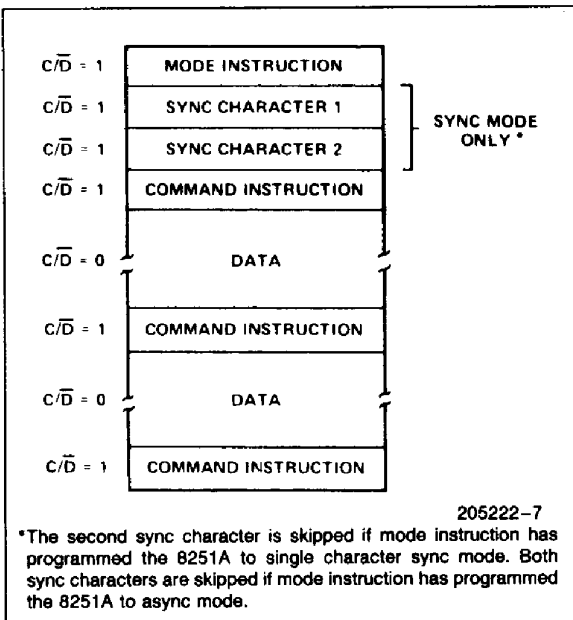 C/D̅ = 1 MODE INSTRUCTION
C/D̅ = 1 SYNC CHARACTER 1
SYNC MODE
ONLY *
C/D̅ = 1 SYNC CHARACTER 2
C/D̅ = 1 COMMAND INSTRUCTION
C/D̅ = 0 DATA
C/D̅ = 1 COMMAND INSTRUCTION
C/D̅ = 0 DATA
C/D̅ = 1 COMMAND INSTRUCTION
205222–7
*The second sync character is skipped if mode instruction has
programmed the 8251A to single character sync mode. Both
sync characters are skipped if mode instruction has programmed
the 8251A to async mode.